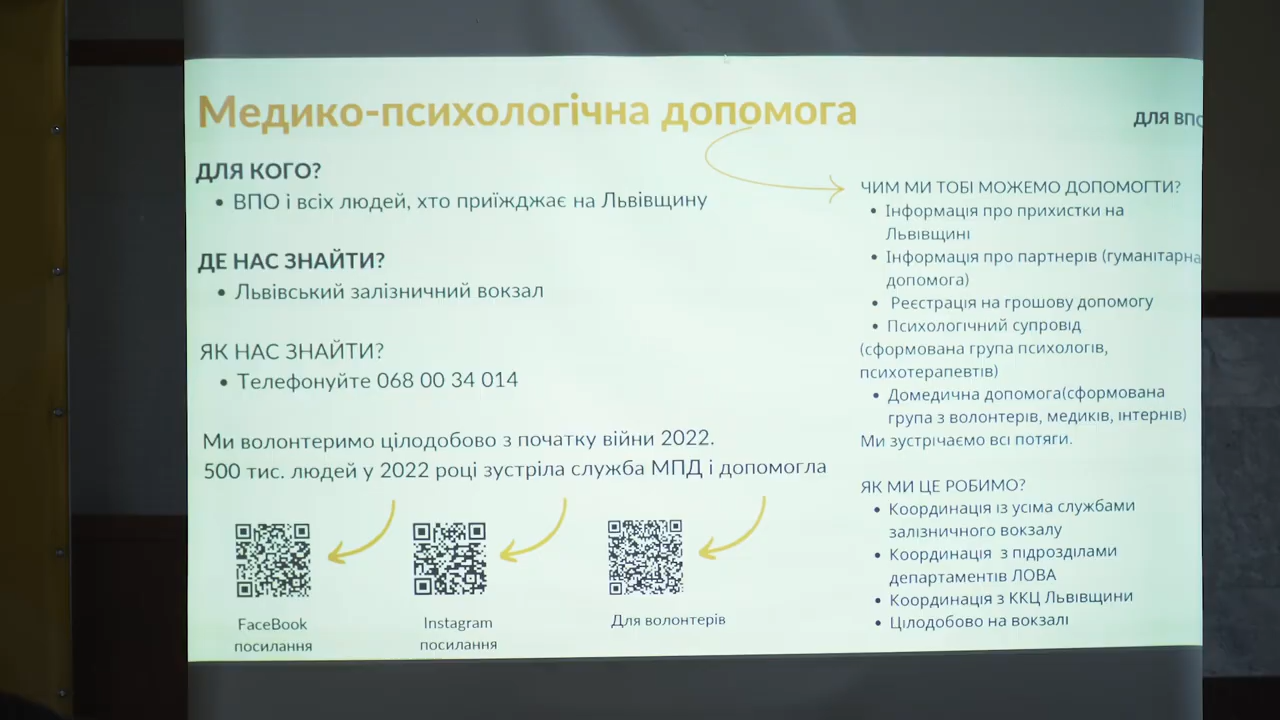 Медико-психологічна допомога
ДЛЯ КОГО?
• ВПО і всіх людей, хто приїжджає на Львівщину
ДЕ НАС ЗНАЙТИ?
• Львівський залізничний вокзал
ЯК НАС ЗНАЙТИ?
• Телефонуйте 068 00 34 014
Ми волонтеримо цілодобово з початку війни 2022.
500 тис. людей у 2022 році зустріла служба МПД і допомогла
FaceBook
посилання
Instagram
посилання
Для волонтерів
ДЛЯ ВПО
ЧИМ МИ ТОБІ МОЖЕМО ДОПОМОГТИ?
• Інформація про прихистки на
Львівщині
• Інформація про партнерів (гуманітарна
допомога)
• Реєстрація на грошову допомогу
• Психологічний супровід
(сформована група психологів,
психотерапевтів)
• Домедична допомога(сформована
група з волонтерів, медиків, інтернів)
Ми зустрічаємо всі потяги.
ЯК МИ ЦЕ РОБИМО?
• Координація із усіма службами
залізничного вокзалу
• Координація з підрозділами
департаментів ЛОВА
• Координація з ККЦ Львівщини
• Цілодобово на вокзалі